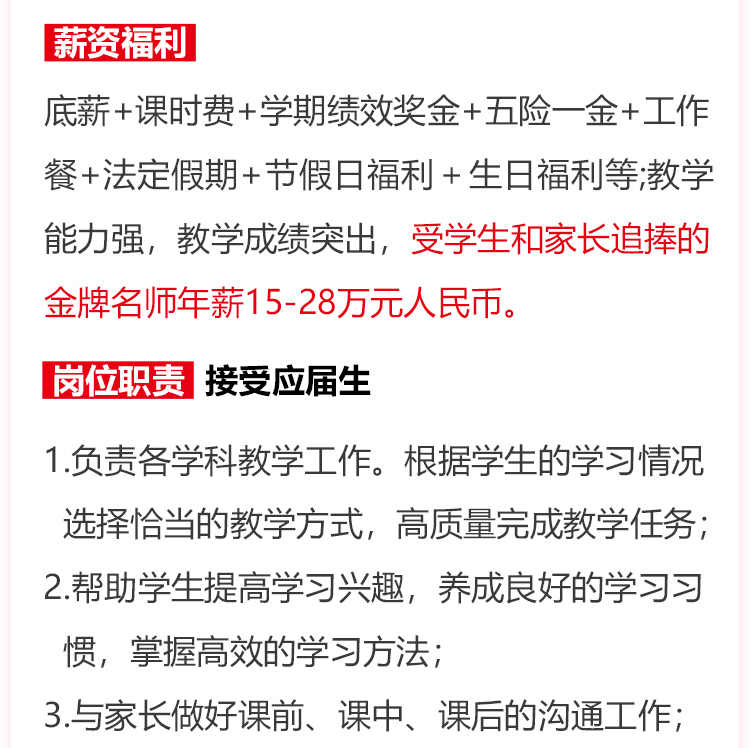 薪资福利
底薪+课时费+学期绩效奖金+五险一金+工作
餐+法定假期+节假日福利＋生日福利等;教学
能力强，教学成绩突出，受学生和家长追捧的
金牌名师年薪15-28万元人民币。
岗位职责 接受应届生
1.负责各学科教学工作。根据学生的学习情况
选择恰当的教学方式，高质量完成教学任务；
2.帮助学生提高学习兴趣，养成良好的学习习
惯，掌握高效的学习方法；
3.与家长做好课前、课中、课后的沟通工作；